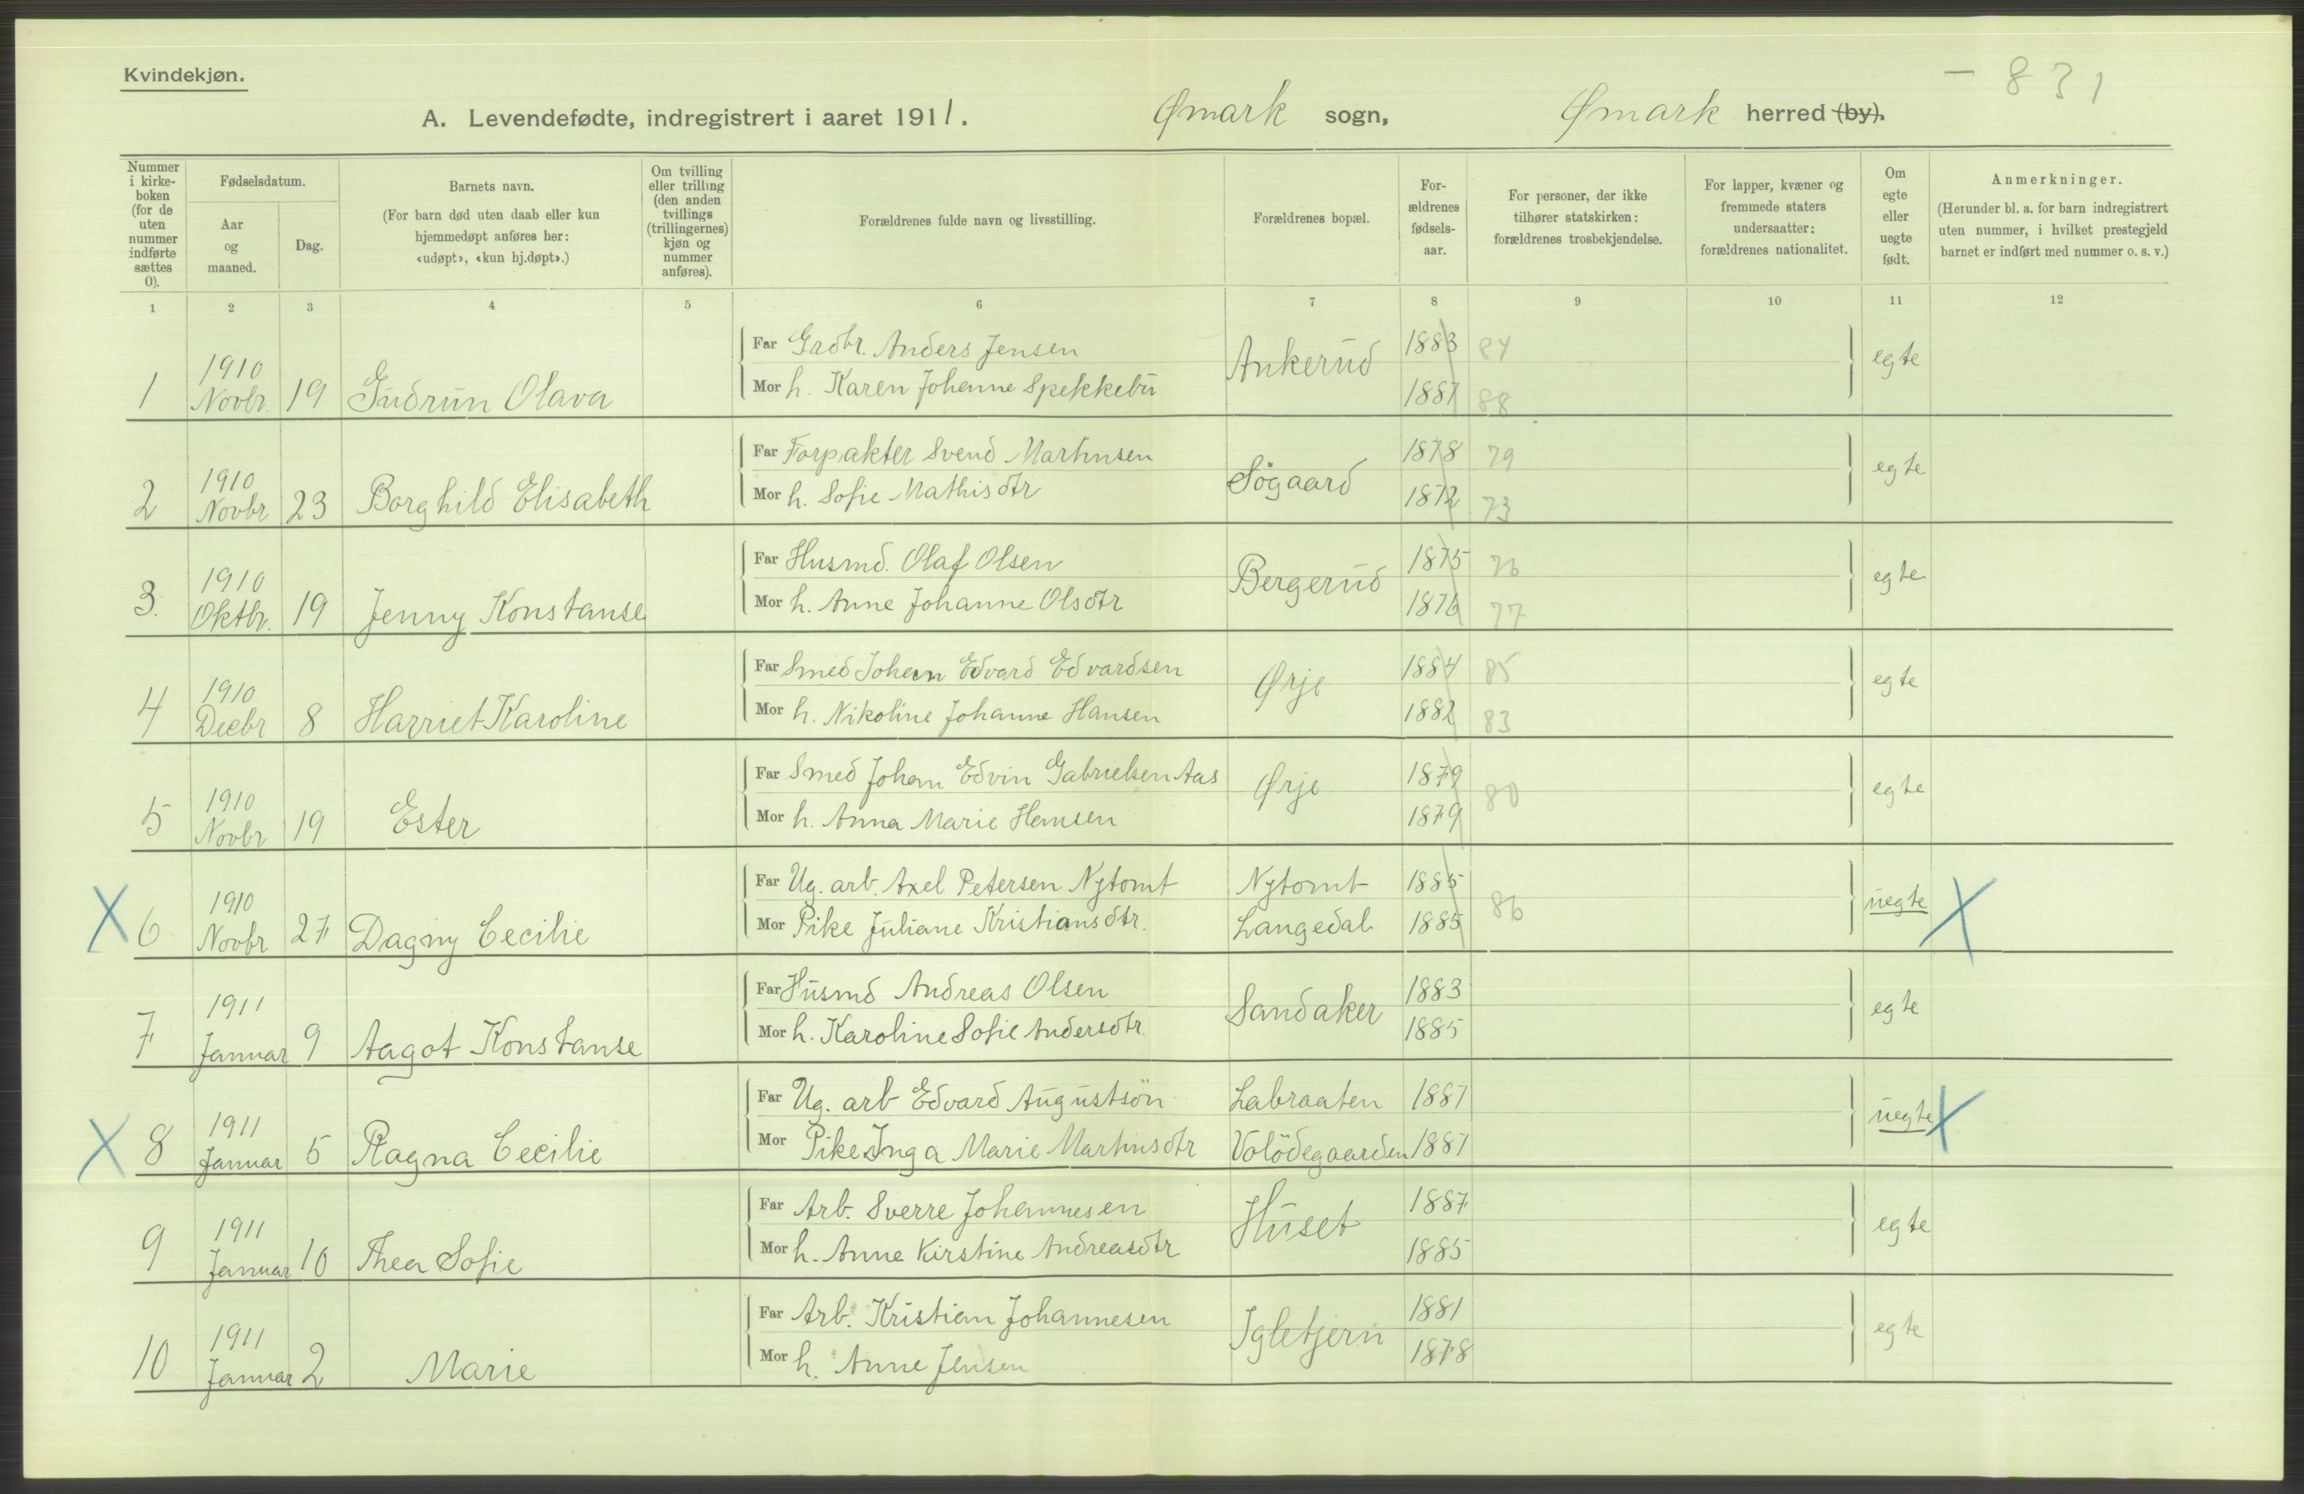 Kvindekjøn.
– 831
A. Levendefødte, indregistrert i aaret 1911. Ømark sogn, Ømark herred (by).
Nummer i kirke-boken (for de uten nummer indførte sættes 0).
Fødselsdatum.
Aar og maaned.
Dag.
Barnets navn.
(For barn død uten daab eller kun hjemmedøpt anføres her: «udøpt», «kun hj.døpt».)
Om tvilling eller trilling (den anden tvillings (trillingernes) kjøn og nummer anføres).
Forældrenes fulde navn og livsstilling.
Forældrenes bopæl.
For-ældrenes fødsels-aar.
For personer, der ikke tilhører statskirken: forældrenes trosbekjendelse.
For lapper, kvæner og fremmede staters undersaatter: forældrenes nationalitet.
Om egte eller uegte født.
Anmerkninger.
(Herunder bl. a. for barn indregistrert uten nummer, i hvilket prestegjeld barnet er indført med nummer o. s. v.)
1 2 3 4 5 6 7 8 9 10 11 12
1 1910 Novbr. 19 Gudrun Olava
Far Grdbr. Anders Jensen Ankerud 1883 84 egte
Mor h. Karen Johanne Spekkebu 1887 88
2 1910 Novbr 23 Borghild Elisabeth
Far Forpakter Svend Martinsen Søgaard 1878 79 egte
Mor h. Sofie Mathisdtr 1872 73
3. 1910 Oktbr. 19 Jenny Konstanse
Far Husmd. Olaf Olsen Bergerud 1875 76 egte
Mor h. Anne Johanne Olsdtr 1876 77
4 1910 Decbr 8 Harriet Karoline
Far Smed Johan Edvard Edvardsen Ørje 1884 85 egte
Mor h. Nikoline Johanne Hansen 1882 83
5 1910 Novbr 19 Ester
Far Smed Johan Edvin Gabrielsen Aas Ørje 1879 80 egte
Mor h. Anna Marie Hansen 1879
X 6 1910 Novbr 27 Dagny Cecilie
Far Ug. arb. Axel Petersen Nytomt Nytomt 1885 86 uegte X
Mor Pike Juliane Kristiansdtr. Langedal 1885
7 1911 Januar 9 Aagot Konstanse
Far Husmd Andreas Olsen Sandaker 1883 egte
Mor h. Karoline Sofie Andersdtr. 1885
X 8 1911 Januar 5 Ragna Cecilie
Far Ug. arb Edvard Augustsön Labraaten 1887 uegte X
Mor Pike Inga Marie Martinsdtr Volödegaarden 1887
9 1911 Januar 10 Thea Sofie
Far Arb. Sverre Johannesen Huset 1887 egte
Mor h. Anne Kirstine Andreasdtr 1885
10 1911 Januar 2 Marie
Far Arb. Kristian Johannesen Igletjern 1881 egte
Mor h. Anne Jensen 1878